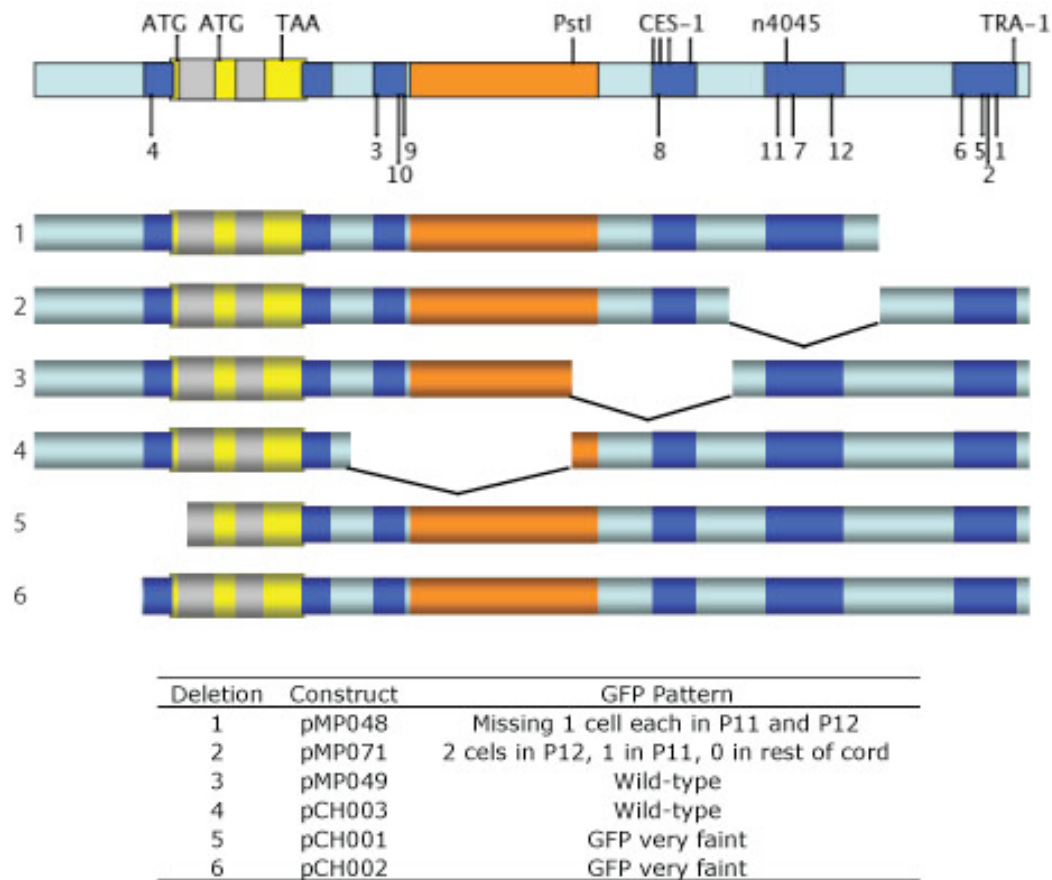 ATG ATG TAA PstI CES-1 n4045 TRA-1
4 3 9 8 11 7 12 6 5 1
10 2
1
2
3
4
5
6
Deletion Construct GFP Pattern
1 pMP048 Missing 1 cell each in P11 and P12
2 pMP071 2 cels in P12, 1 in P11, 0 in rest of cord
3 pMP049 Wild-type
4 pCH003 Wild-type
5 pCH001 GFP very faint
6 pCH002 GFP very faint